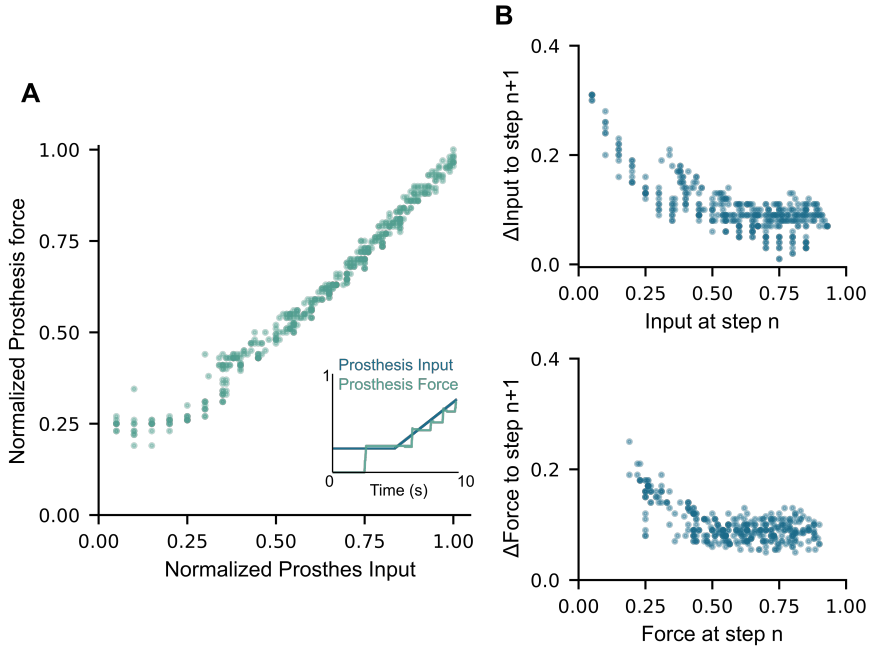 A
Normalized Prosthesis force
1.00
0.75
0.50
0.25
0.00
0.00 0.25 0.50 0.75 1.00
Normalized Prosthes Input
Prosthesis Input
Prosthesis Force
1
0 10
Time (s)
B
ΔInput to step n+1
0.4
0.2
0.0
0.00 0.25 0.50 0.75 1.00
Input at step n
ΔForce to step n+1
0.4
0.2
0.0
0.00 0.25 0.50 0.75 1.00
Force at step n